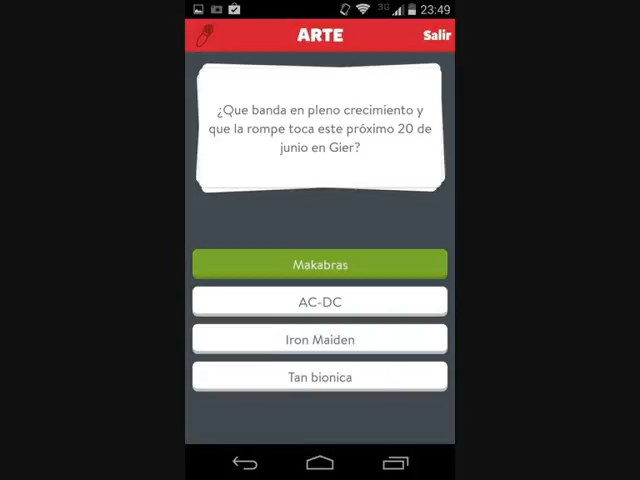 3G 23:49
ARTE Salir
¿Que banda en pleno crecimiento y
que la rompe toca este próximo 20 de
junio en Gier?
Makabras
AC-DC
Iron Maiden
Tan bionica